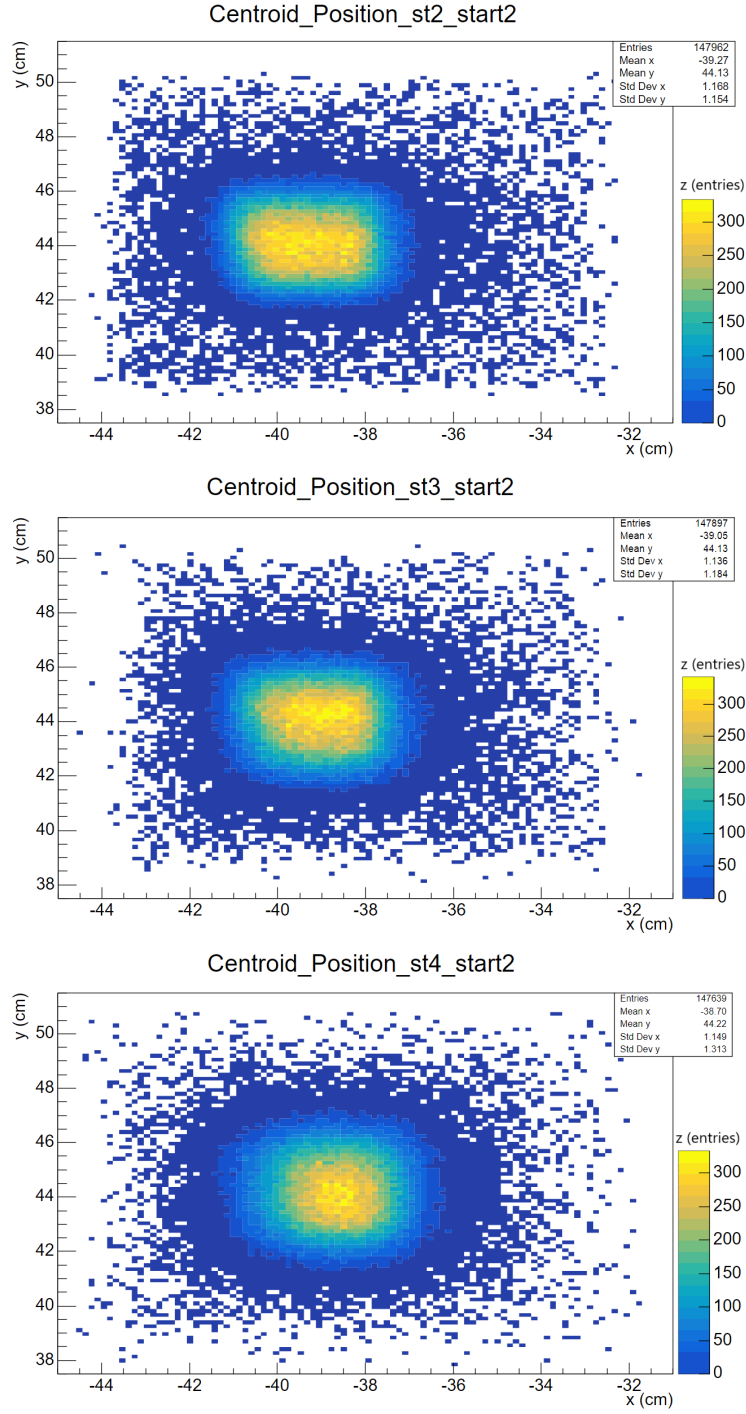 Centroid_Position_st2_start2
y (cm)
Entries 147962
Mean x -39.27
Mean y 44.13
Std Dev x 1.168
Std Dev y 1.154
z (entries)
50
48
46
44
42
40
38
300
250
200
150
100
50
0
-44 -42 -40 -38 -36 -34 -32
x (cm)
Centroid_Position_st3_start2
y (cm)
Entries 147897
Mean x -39.05
Mean y 44.13
Std Dev x 1.136
Std Dev y 1.184
z (entries)
50
48
46
44
42
40
38
300
250
200
150
100
50
0
-44 -42 -40 -38 -36 -34 -32
x (cm)
Centroid_Position_st4_start2
y (cm)
Entries 147639
Mean x -38.70
Mean y 44.22
Std Dev x 1.149
Std Dev y 1.313
z (entries)
50
48
46
44
42
40
38
300
250
200
150
100
50
0
-44 -42 -40 -38 -36 -34 -32
x (cm)